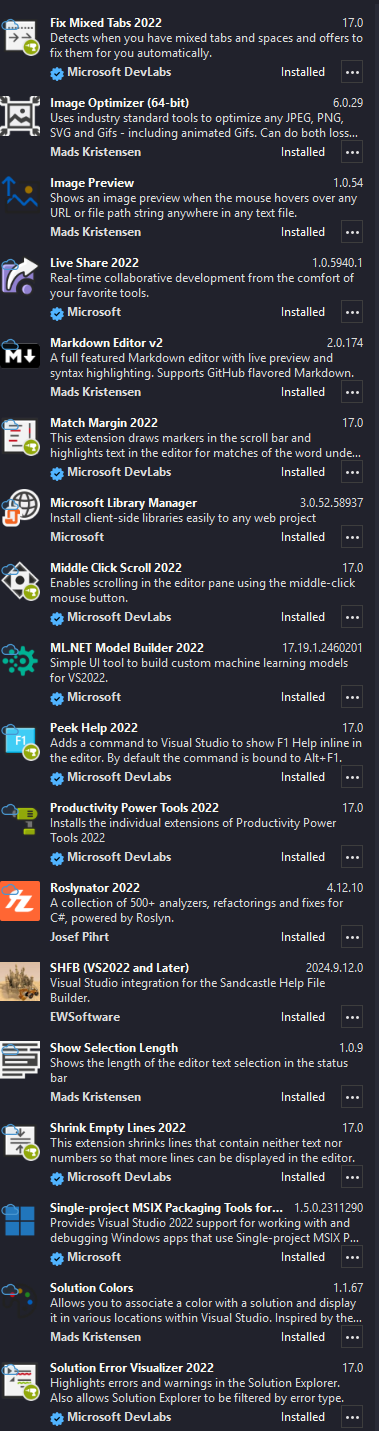 Fix Mixed Tabs 2022 17.0
Detects when you have mixed tabs and spaces and offers to
fix them for you automatically.
Microsoft DevLabs Installed ...
Image Optimizer (64-bit) 6.0.29
Uses industry standard tools to optimize any JPEG, PNG,
SVG and Gifs - including animated Gifs. Can do both loss...
Mads Kristensen Installed ...
Image Preview 1.0.54
Shows an image preview when the mouse hovers over any
URL or file path string anywhere in any text file.
Mads Kristensen Installed ...
Live Share 2022 1.0.5940.1
Real-time collaborative development from the comfort of
your favorite tools.
Microsoft Installed ...
Markdown Editor v2 2.0.174
A full featured Markdown editor with live preview and
syntax highlighting. Supports GitHub flavored Markdown.
Mads Kristensen Installed ...
Match Margin 2022 17.0
This extension draws markers in the scroll bar and
highlights text in the editor for matches of the word unde...
Microsoft DevLabs Installed ...
Microsoft Library Manager 3.0.52.58937
Install client-side libraries easily to any web project
Microsoft Installed ...
Middle Click Scroll 2022 17.0
Enables scrolling in the editor pane using the middle-click
mouse button.
Microsoft DevLabs Installed ...
ML.NET Model Builder 2022 17.19.1.2460201
Simple UI tool to build custom machine learning models
for VS2022.
Microsoft Installed ...
F1
Peek Help 2022 17.0
Adds a command to Visual Studio to show F1 Help inline in
the editor. By default the command is bound to Alt+F1.
Microsoft DevLabs Installed ...
Productivity Power Tools 2022 17.0
Installs the individual extensions of Productivity Power
Tools 2022
Microsoft DevLabs Installed ...
Roslynator 2022 4.12.10
A collection of 500+ analyzers, refactorings and fixes for
C#, powered by Roslyn.
Josef Pihrt Installed ...
SHFB (VS2022 and Later) 2024.9.12.0
Visual Studio integration for the Sandcastle Help File
Builder.
EWSoftware Installed ...
Show Selection Length 1.0.9
Shows the length of the editor text selection in the status
bar
Mads Kristensen Installed ...
Shrink Empty Lines 2022 17.0
This extension shrinks lines that contain neither text nor
numbers so that more lines can be displayed in the editor.
Microsoft DevLabs Installed ...
Single-project MSIX Packaging Tools for... 1.5.0.2311290
Provides Visual Studio 2022 support for working with and
debugging Windows apps that use Single-project MSIX P...
Microsoft Installed ...
Solution Colors 1.1.67
Allows you to associate a color with a solution and display
it in various locations within Visual Studio. Inspired by the...
Mads Kristensen Installed ...
Solution Error Visualizer 2022 17.0
Highlights errors and warnings in the Solution Explorer.
Also allows Solution Explorer to be filtered by error type.
Microsoft DevLabs Installed ...